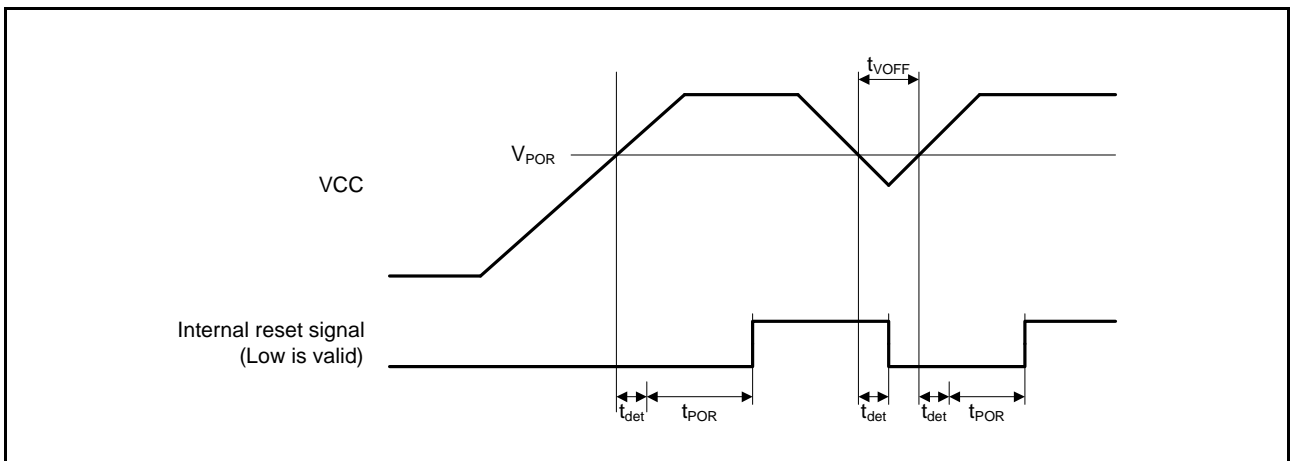 tVOFF
VPOR
VCC
Internal reset signal
(Low is valid)
tdet
tPOR
tdet
tdet
tPOR